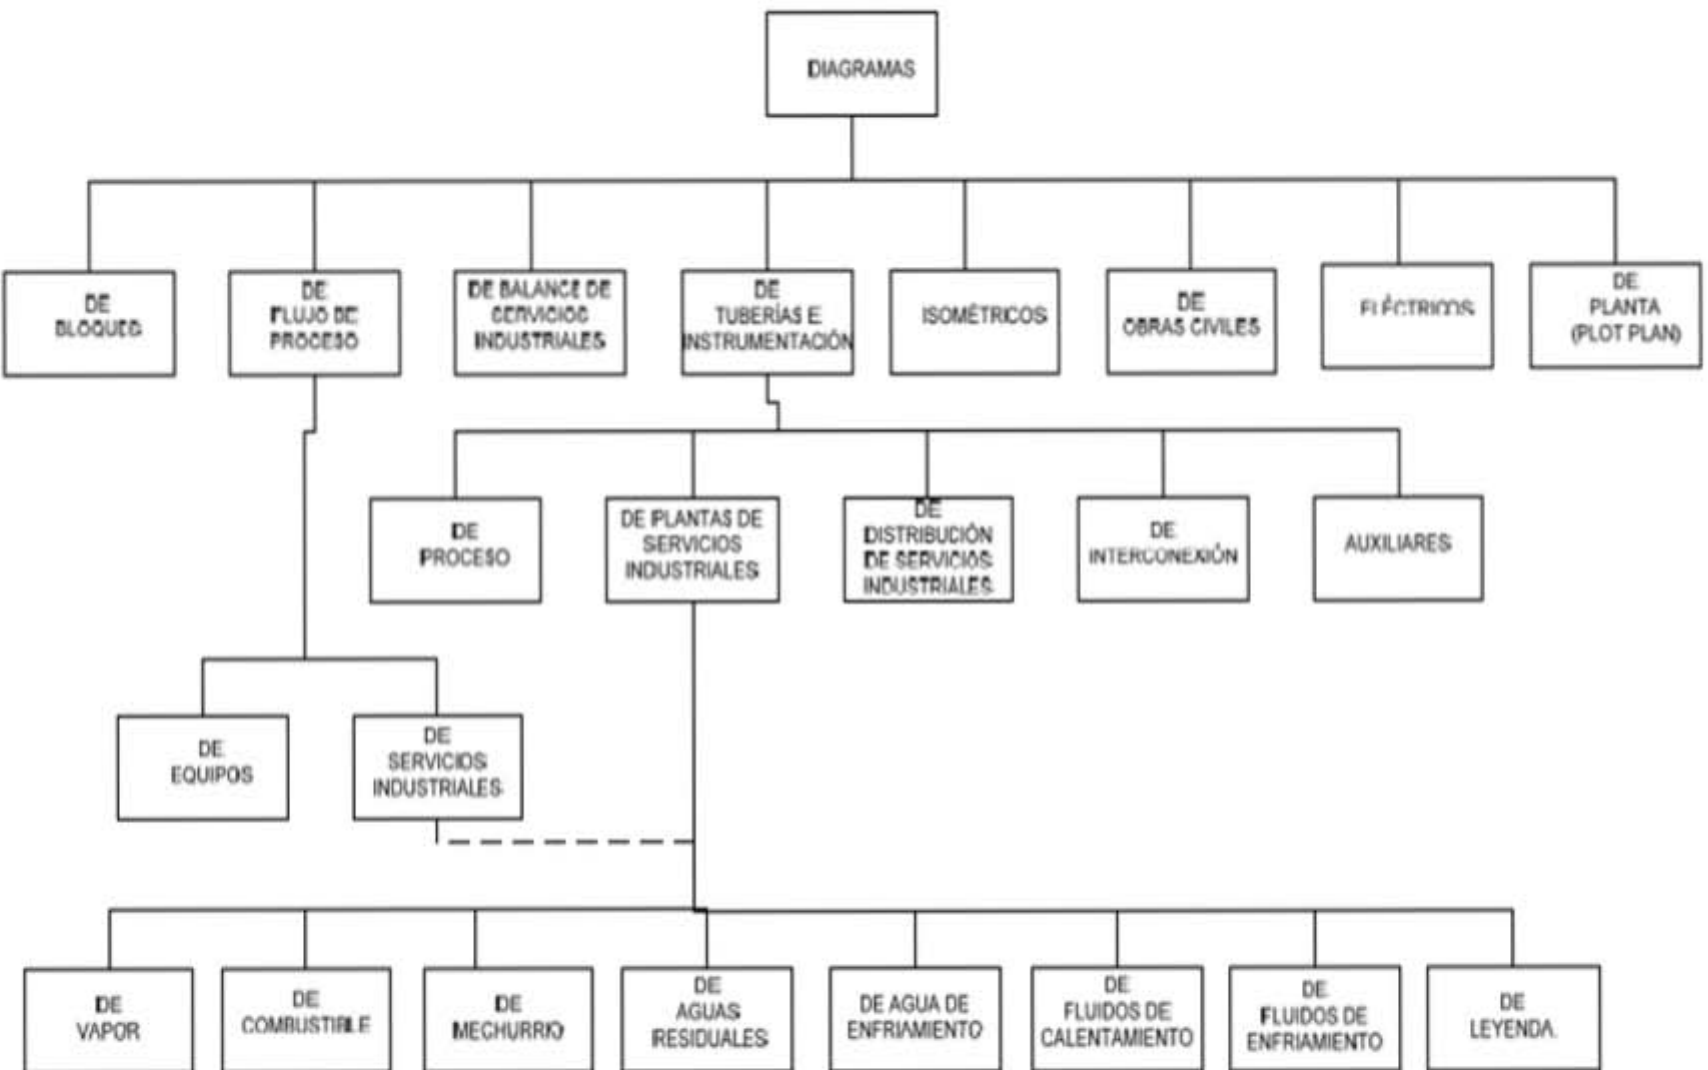 DIAGRAMAS
DE
BLOQUES
DE
FLUJO DE
PROCESO
DE BALANCE DE
SERVICIOS
INDUSTRIALES
DE
TUBERÍAS E
INSTRUMENTACIÓN
ISOMÉTRICOS
DE
OBRAS CIVILES
ELÉCTRICOS
DE
PLANTA
(PLOT PLAN)
DE
PROCESO
DE PLANTAS DE
SERVICIOS
INDUSTRIALES
DE
DISTRIBUCIÓN
DE SERVICIOS
INDUSTRIALES
DE
INTERCONEXIÓN
AUXILIARES
DE
EQUIPOS
DE
SERVICIOS
INDUSTRIALES
DE
VAPOR
DE
COMBUSTIBLE
DE
MECHURRIO
DE
AGUAS
RESIDUALES
DE AGUA DE
ENFRIAMIENTO
DE
FLUIDOS DE
CALENTAMIENTO
DE
FLUIDOS DE
ENFRIAMIENTO
DE
LEYENDA